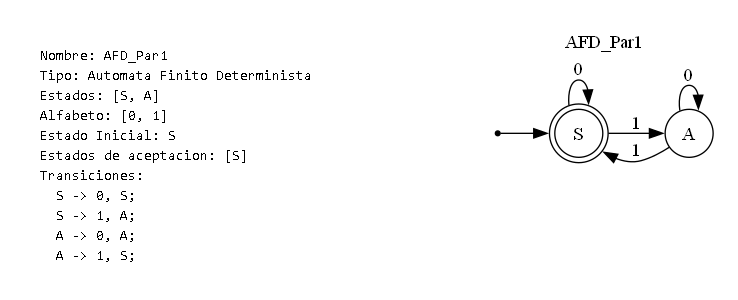 Nombre: AFD_Par1
Tipo: Automata Finito Determinista
Estados: [S, A]
Alfabeto: [0, 1]
Estado Inicial: S
Estados de aceptacion: [S]
Transiciones:
S -> 0, S;
S -> 1, A;
A -> 0, A;
A -> 1, S;
AFD_Par1
0
0
S
1
A
1